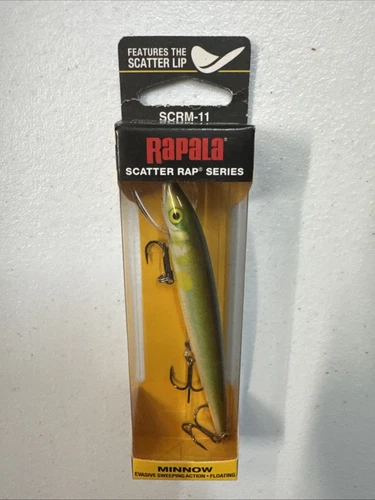 FEATURES THE
SCATTER LIP
SCRM-11
Rapala®
SCATTER RAP® SERIES
MINNOW
EVASIVE SWEEPING ACTION • FLOATING